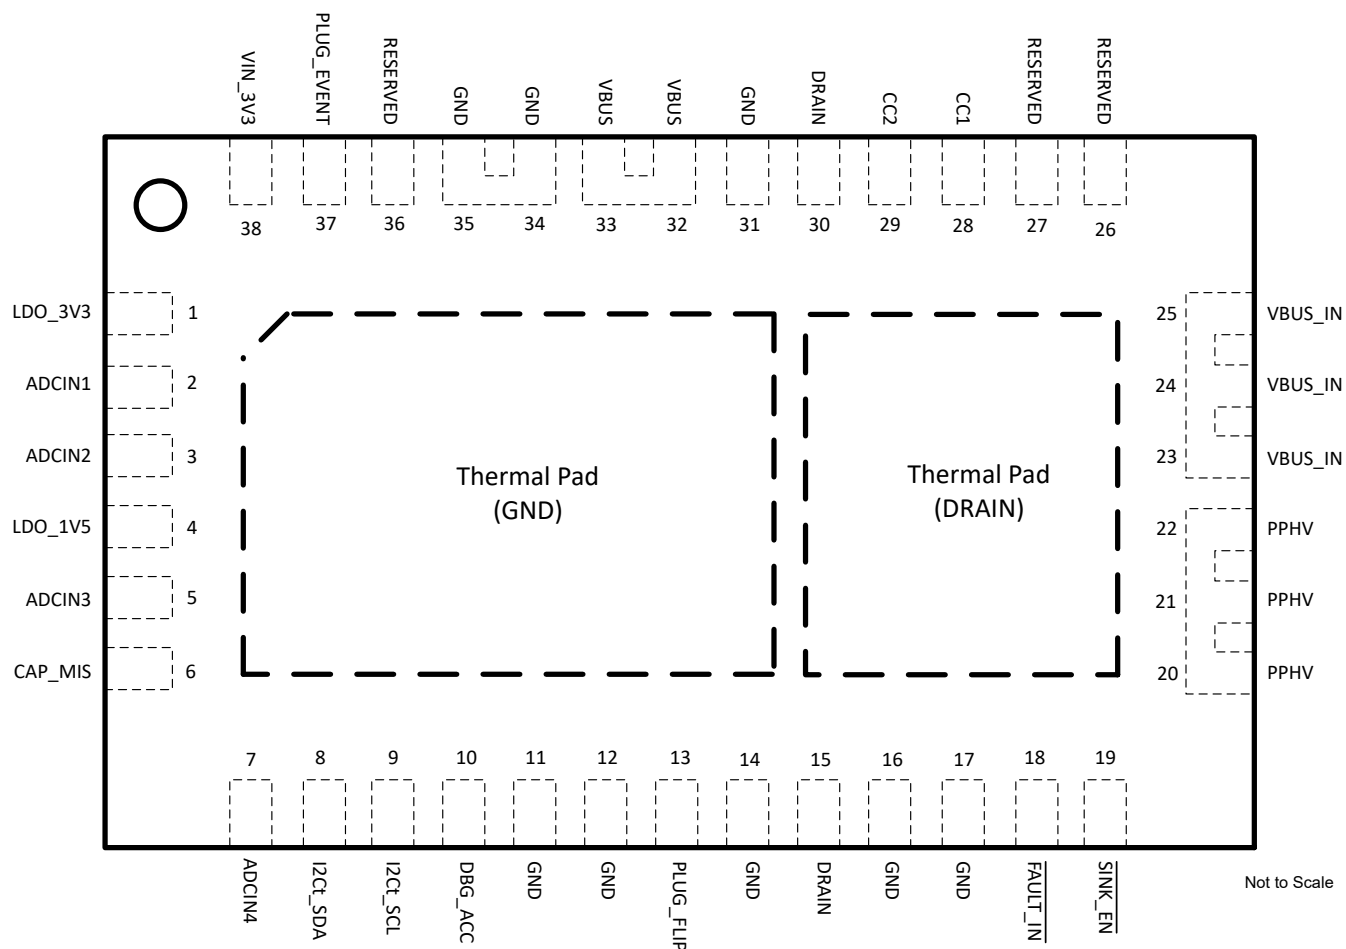 VIN_3V3
PLUG_EVENT
RESERVED
GND
GND
VBUS
VBUS
GND
DRAIN
CC2
CC1
RESERVED
RESERVED
38
37
36
35
34
33
32
31
30
29
28
27
26
LDO_3V3 1
ADCIN1 2
ADCIN2 3
LDO_1V5 4
ADCIN3 5
CAP_MIS 6
Thermal Pad
(GND)
Thermal Pad
(DRAIN)
25 VBUS_IN
24 VBUS_IN
23 VBUS_IN
22 PPHV
21 PPHV
20 PPHV
7
8
9
10
11
12
13
14
15
16
17
18
19
ADCIN4
I2Ct_SDA
I2Ct_SCL
DBG_ACC
GND
GND
PLUG_FLIP
GND
DRAIN
GND
GND
FAULT_IN
SINK_EN
Not to Scale